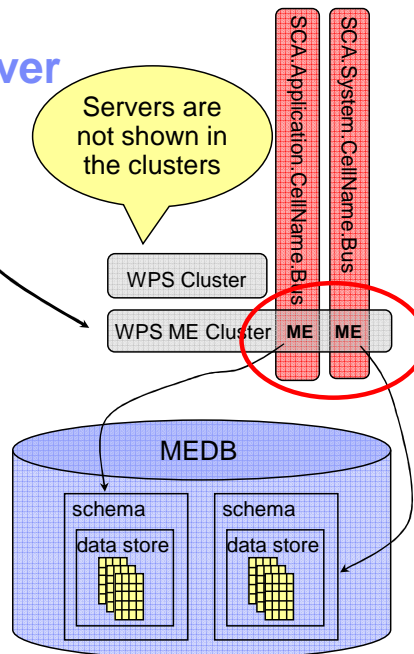 ver
Servers are
not shown in
the clusters
SCA.Application.CellName.Bus
SCA.System.CellName.Bus
WPS Cluster
WPS ME Cluster
ME
ME
MEDB
schema
data store
schema
data store